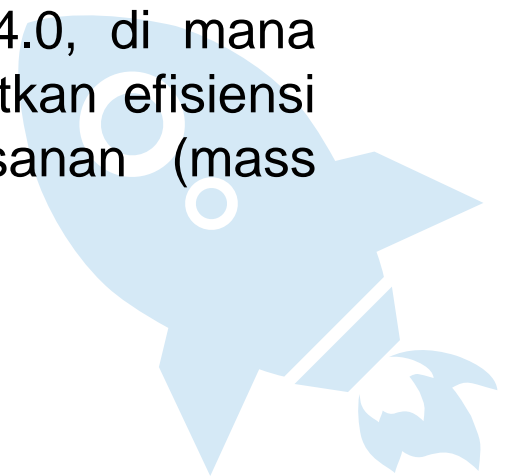 4.0, di mana
tkan efisiensi
sanan (mass